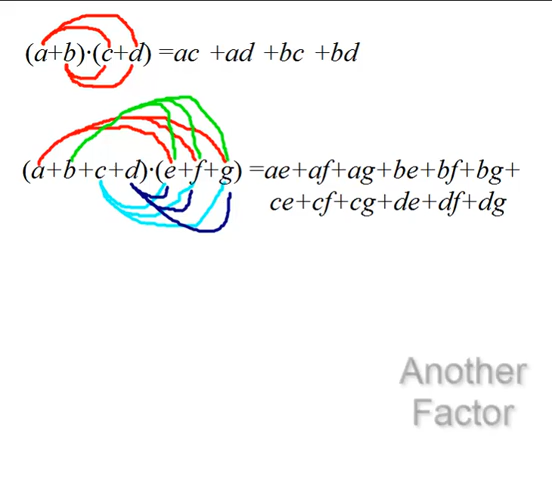 (a+b)·(c+d) =ac +ad +bc +bd
(a+b+c+d)·(e+f+g) =ae+af+ag+be+bf+bg+
ce+cf+cg+de+df+dg
Another
Factor